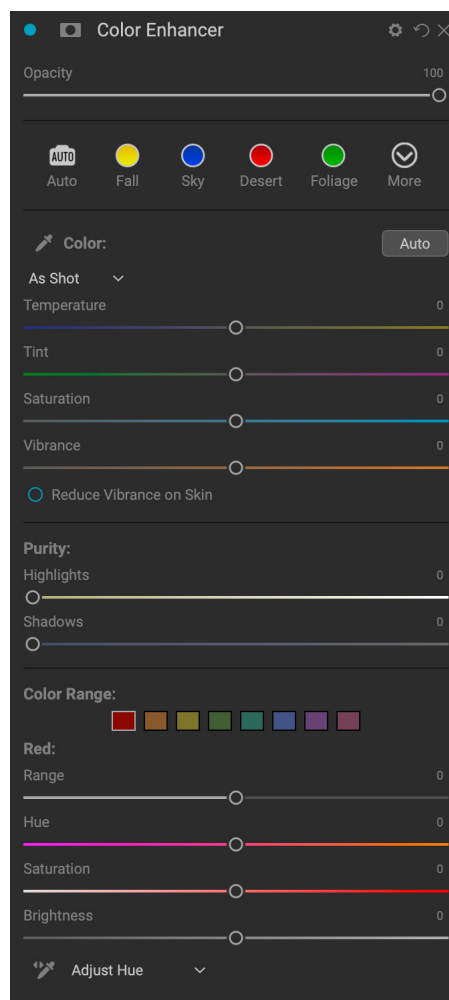 Color Enhancer
Opacity 100
AUTO
Auto Fall Sky Desert Foliage More
Color: Auto
As Shot
Temperature 0
Tint 0
Saturation 0
Vibrance 0
Reduce Vibrance on Skin
Purity:
Highlights 0
Shadows 0
Color Range:
Red:
Range 0
Hue 0
Saturation 0
Brightness 0
Adjust Hue